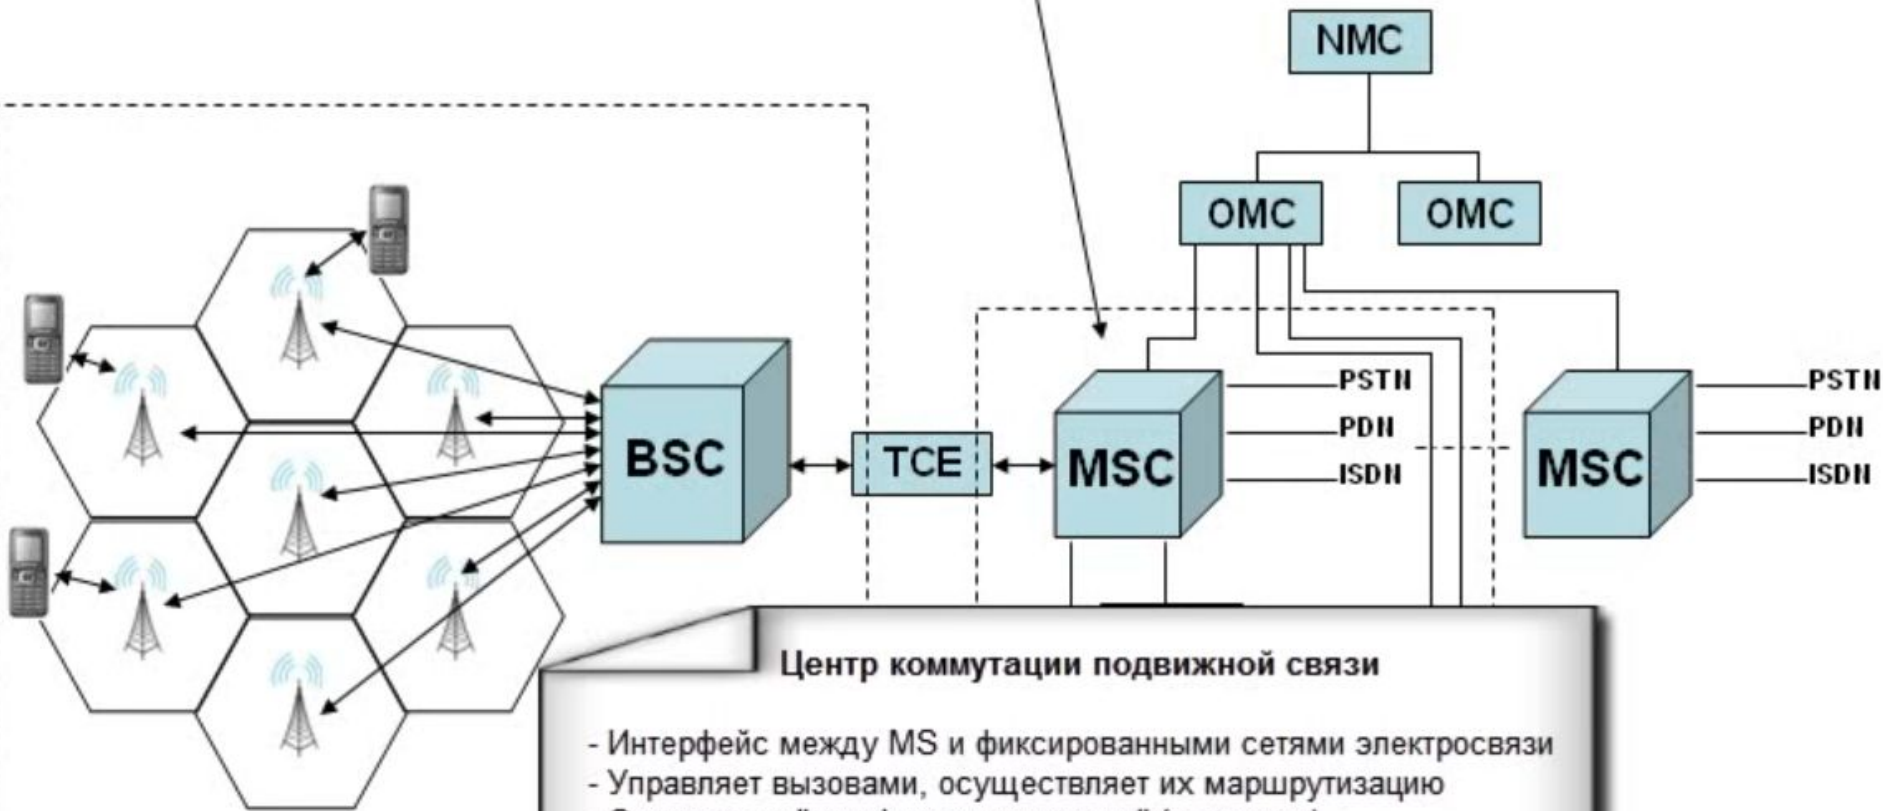 NMC
OMC OMC
BSC
TCE
MSC
PSTN
PDN
ISDN
MSC
PSTN
PDN
ISDN
Центр коммутации подвижной связи
- Интерфейс между MS и фиксированными сетями электросвязи
- Управляет вызовами, осуществляет их маршрутизацию